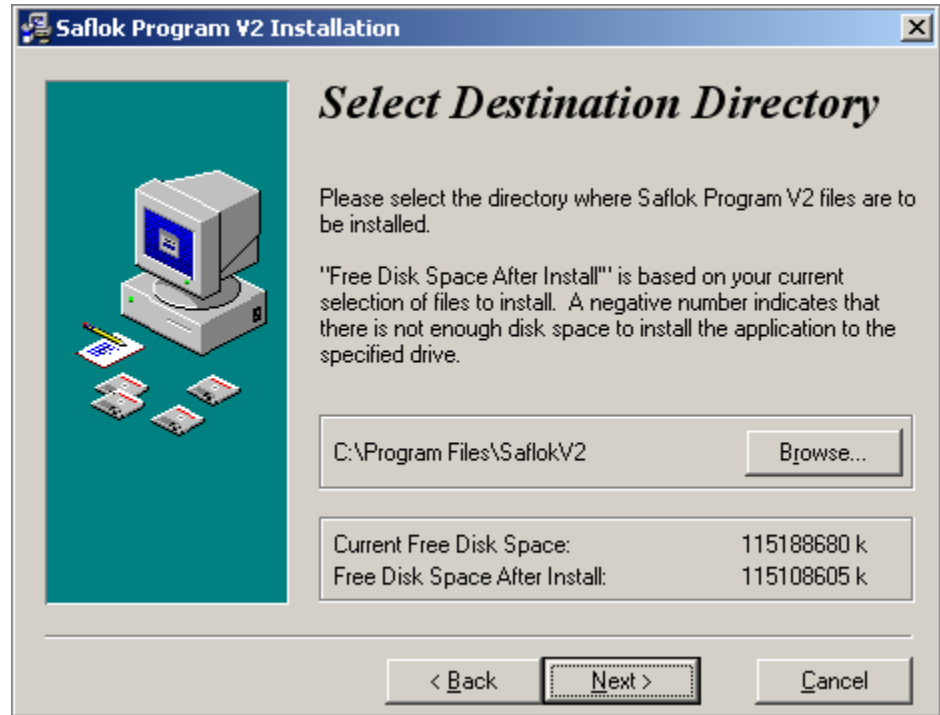 Saflok Program V2 Installation
Select Destination Directory
Please select the directory where Saflok Program V2 files are to
be installed.
"Free Disk Space After Install"' is based on your current
selection of files to install. A negative number indicates that
there is not enough disk space to install the application to the
specified drive.
C:\Program Files\SaflokV2
Browse...
Current Free Disk Space: 115188680 k
Free Disk Space After Install: 115108605 k
< Back Next > Cancel